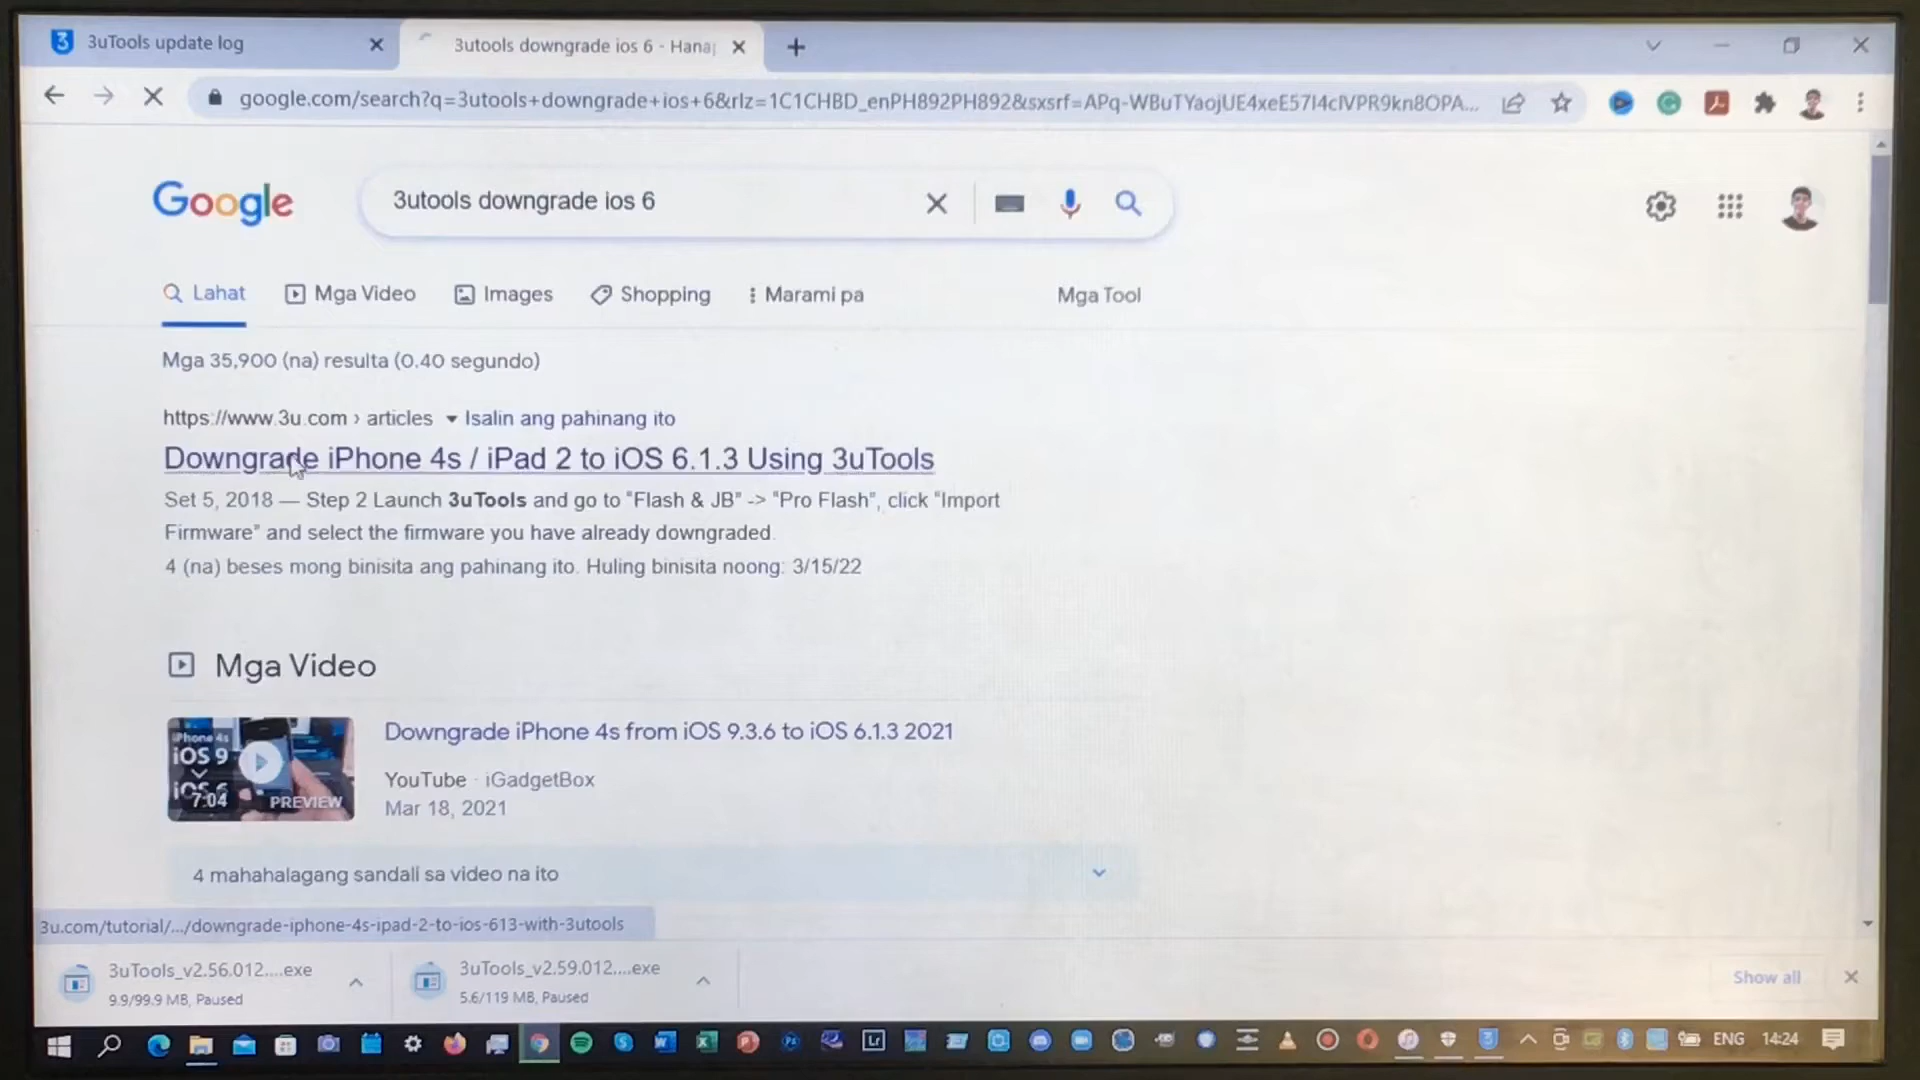 3uTools update log
3utools downgrade ios 6 - Hana
google.com/search?q=3utools+downgrade+ios+6&rlz=1C1CHBD_enPH892PH892&sxsrf=
Google
3utools downgrade ios 6
Lahat
Mga Video
Images
Shopping
Marami pa
Mga Tool
Mga 35,900 (na) resulta (0.40 segundo)
https://www.3u.com › articles
Isalin ang pahinang ito
Downgrade iPhone 4s / iPad 2 to iOS 6.1.3 Using 3uTools
Set 5, 2018 — Step 2 Launch 3uTools and go to "Flash & JB" -> "Pro Flash", click "Import
Firmware" and select the firmware you have already downgraded.
4 (na) beses mong binisita ang pahinang ito. Huling binisita noong: 3/15/22
Mga Video
iPhone 4s
iOS 9
iOS 6
7:04
PREVIEW
Downgrade iPhone 4s from iOS 9.3.6 to iOS 6.1.3 2021
YouTube · iGadgetBox
Mar 18, 2021
4 mahahalagang sandali sa video na ito
3u.com/tutorial/.../downgrade-iphone-4s-ipad-2-to-ios-613-with-3utools
3uTools_v2.56.012....exe
9.9/99.9 MB, Paused
3uTools_v2.59.012....exe
5.6/119 MB, Paused
Show all
Lr
ENG
14:24